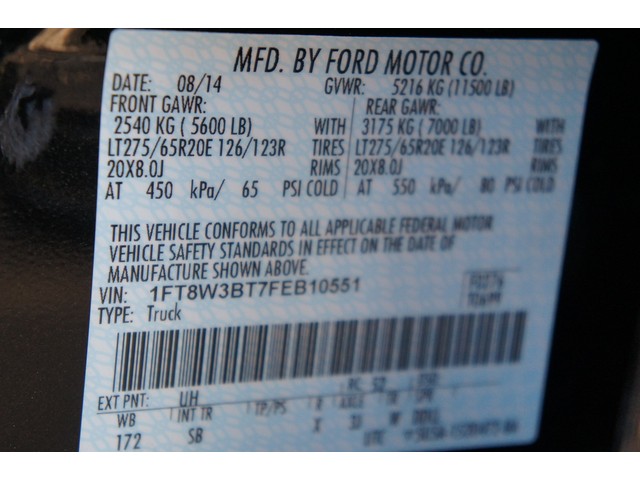 MFD. BY FORD MOTOR CO.
DATE: 08/14 GVWR: 5216 KG (11500 LB)
FRONT GAWR: REAR GAWR:
2540 KG ( 5600 LB) WITH 3175 KG ( 7000 LB) WITH
LT275/65R20E 126/123R TIRES LT275/65R20E 126/123R TIRES
20X8.0J RIMS 20X8.0J RIMS
AT 450 kPa/ 65 PSI COLD AT 550 kPa/ 80 PSI COLD
THIS VEHICLE CONFORMS TO ALL APPLICABLE FEDERAL MOTOR
VEHICLE SAFETY STANDARDS IN EFFECT ON THE DATE OF
MANUFACTURE SHOWN ABOVE.
VIN: 1FT8W3BT7FEB10551
TYPE: Truck
EXT PNT: UH
WB INT TR TP/PS R AXLE
172 SB X
UTC